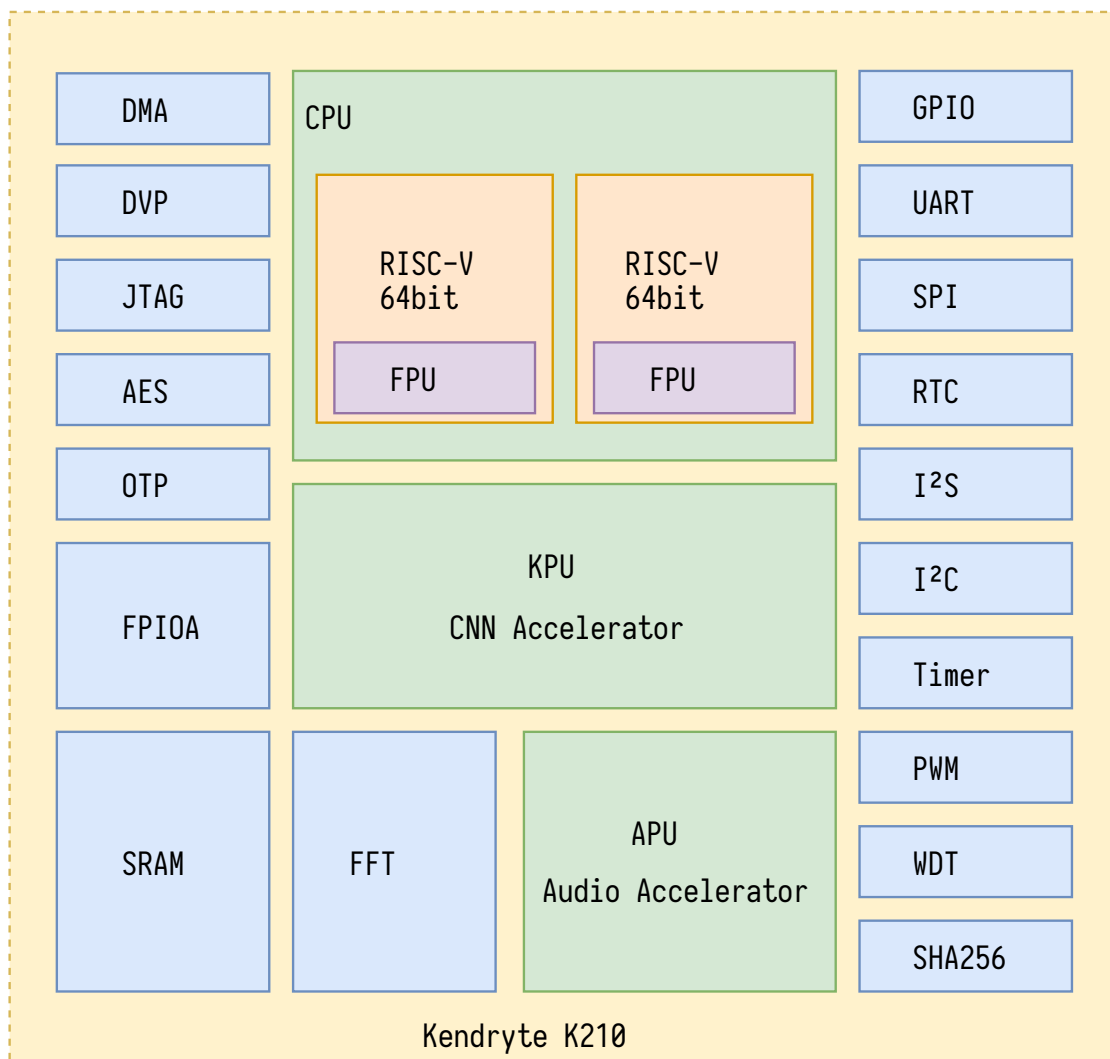 DMA
DVP
JTAG
AES
OTP
FPIOA
SRAM
CPU
RISC-V
64bit
FPU
RISC-V
64bit
FPU
KPU
CNN Accelerator
FFT
APU
Audio Accelerator
GPIO
UART
SPI
RTC
I²S
I²C
Timer
PWM
WDT
SHA256
Kendryte K210